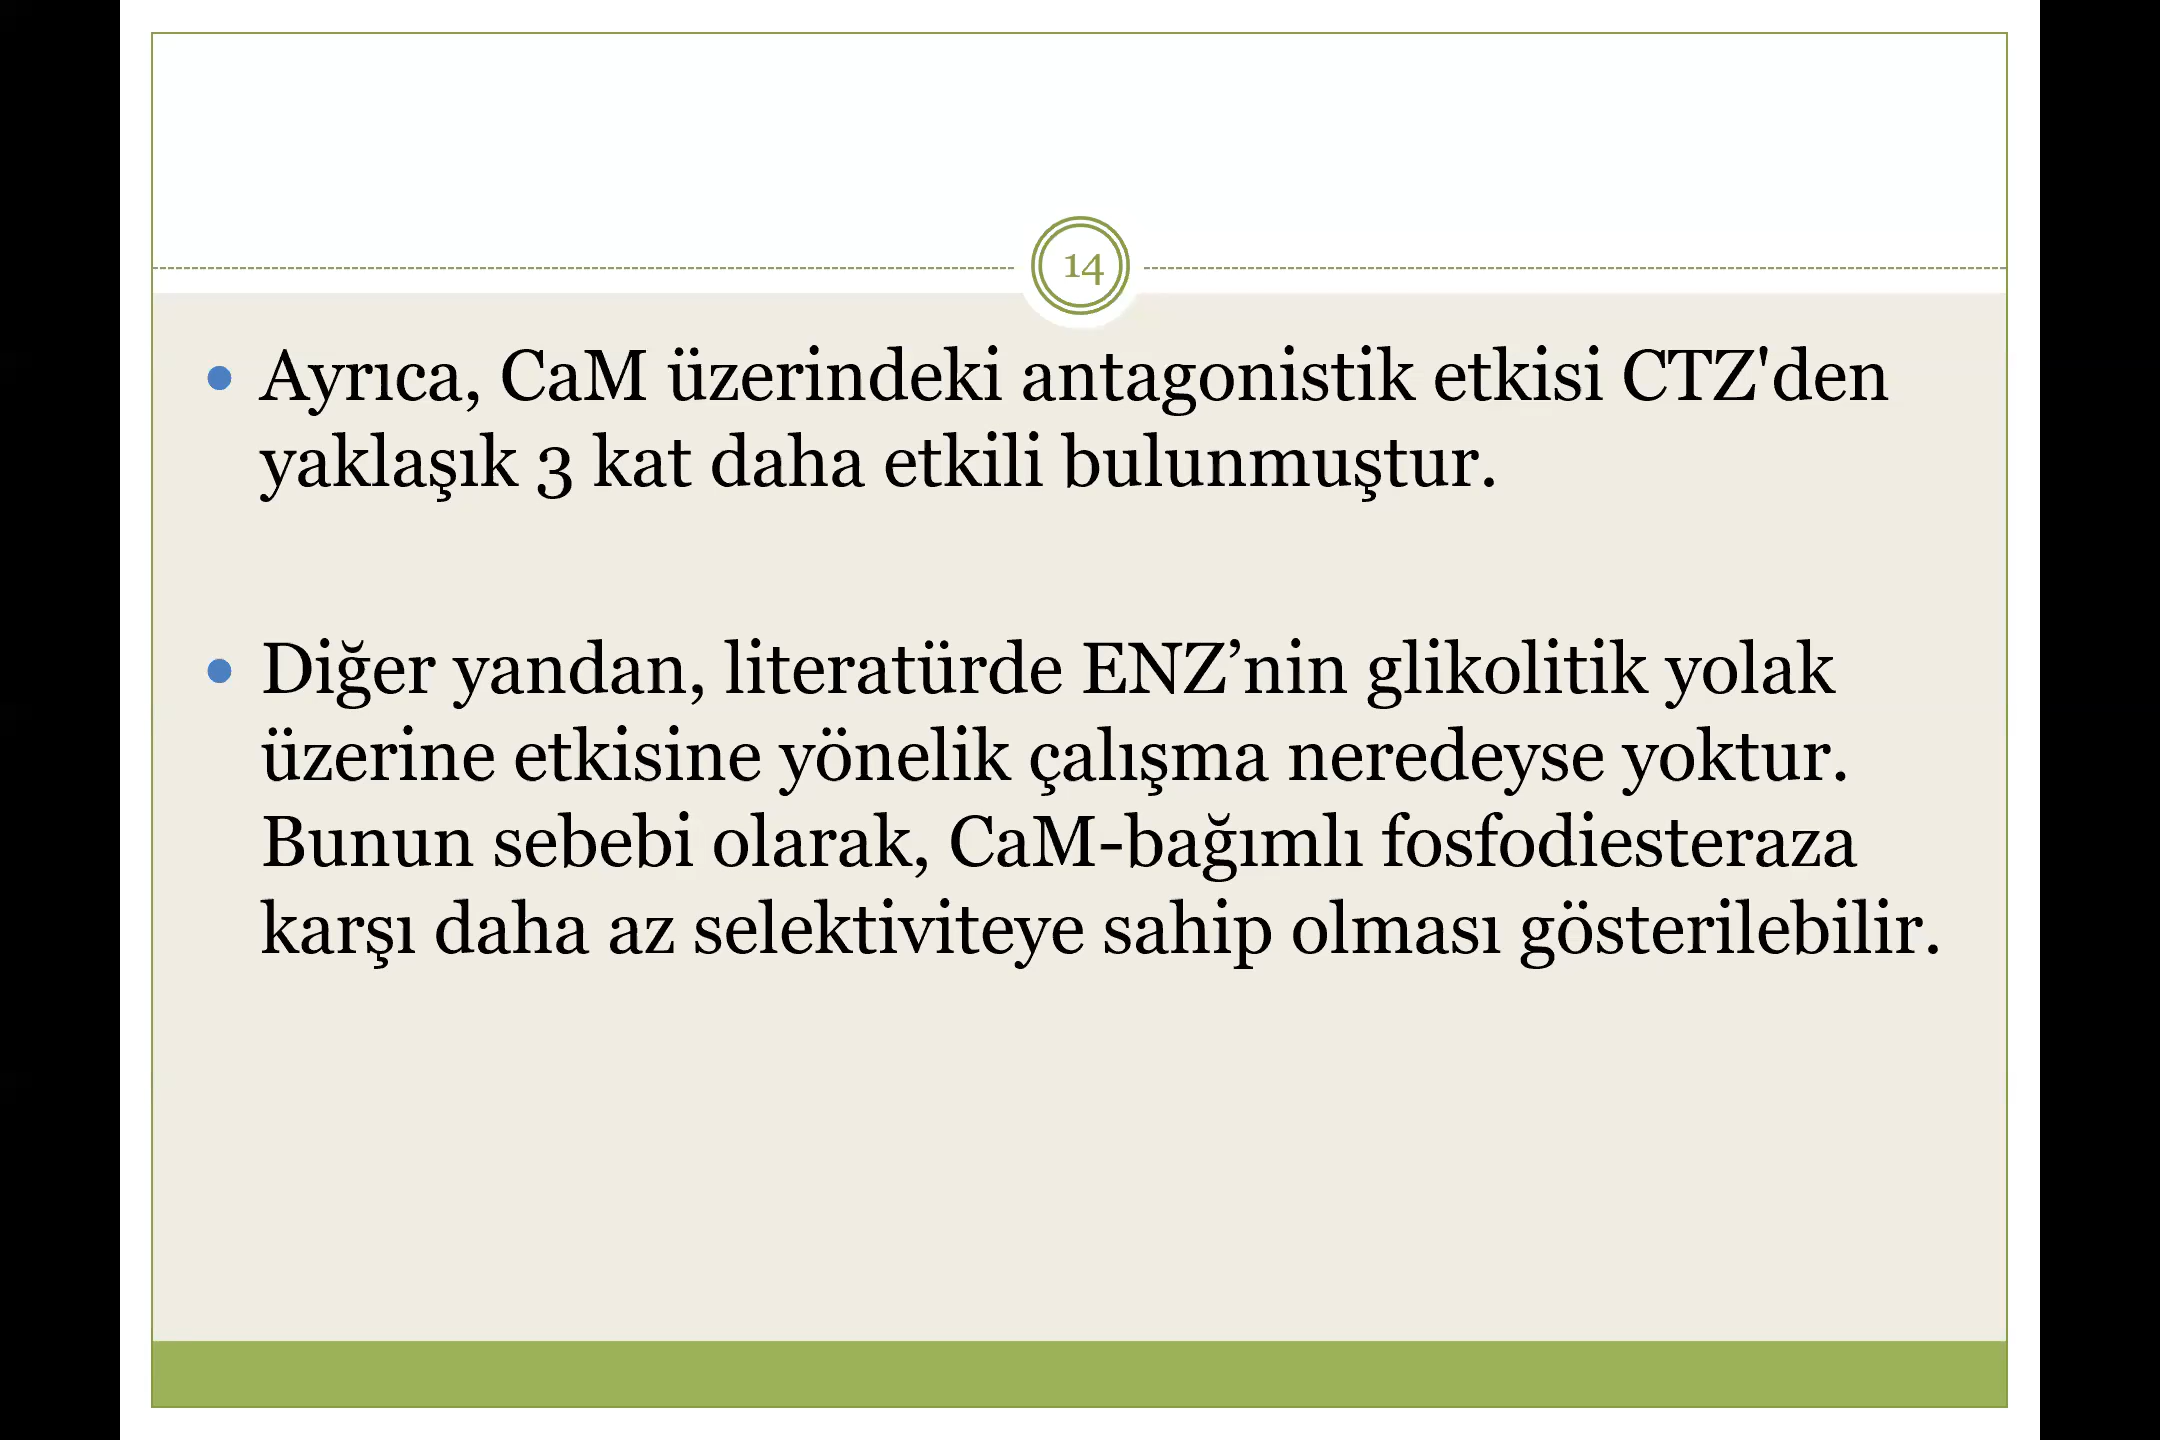 14
Ayrıca, CaM üzerindeki antagonistik etkisi CTZ'den
yaklaşık 3 kat daha etkili bulunmuştur.
Diğer yandan, literatürde ENZ’nin glikolitik yolak
üzerine etkisine yönelik çalışma neredeyse yoktur.
Bunun sebebi olarak, CaM-bağımlı fosfodiesteraza
karşı daha az selektiviteye sahip olması gösterilebilir.